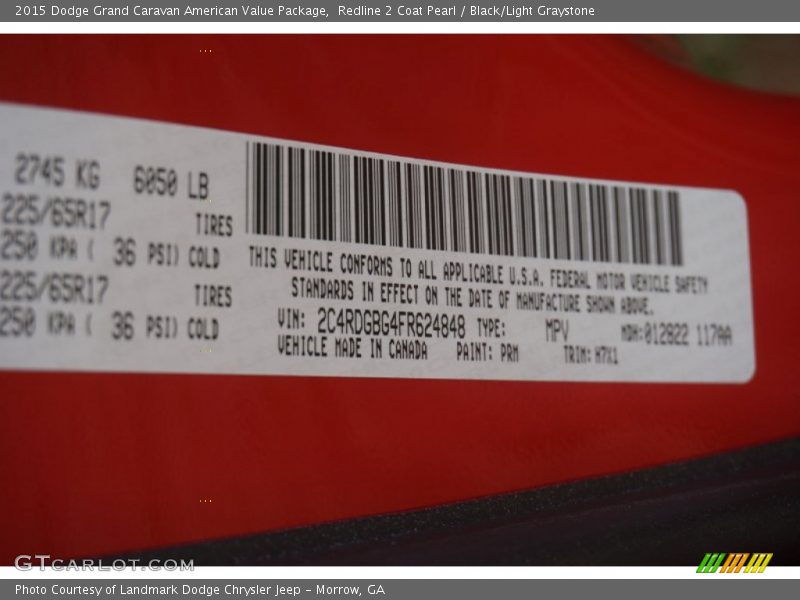 2015 Dodge Grand Caravan American Value Package,  Redline 2 Coat Pearl / Black/Light Graystone
2745 KG 6050 LB
225/65R17 TIRES
250 KPA ( 36 PSI) COLD
225/65R17 TIRES
250 KPA ( 36 PSI) COLD
THIS VEHICLE CONFORMS TO ALL APPLICABLE U.S.A. FEDERAL MOTOR VEHICLE SAFETY
STANDARDS IN EFFECT ON THE DATE OF MANUFACTURE SHOWN ABOVE.
VIN: 2C4RDGBG4FR624848 TYPE: MPV MDH:012822 117AA
VEHICLE MADE IN CANADA PAINT: PRM TRIM: H7X1
GTCARLOT.COM
Photo Courtesy of Landmark Dodge Chrysler Jeep – Morrow, GA